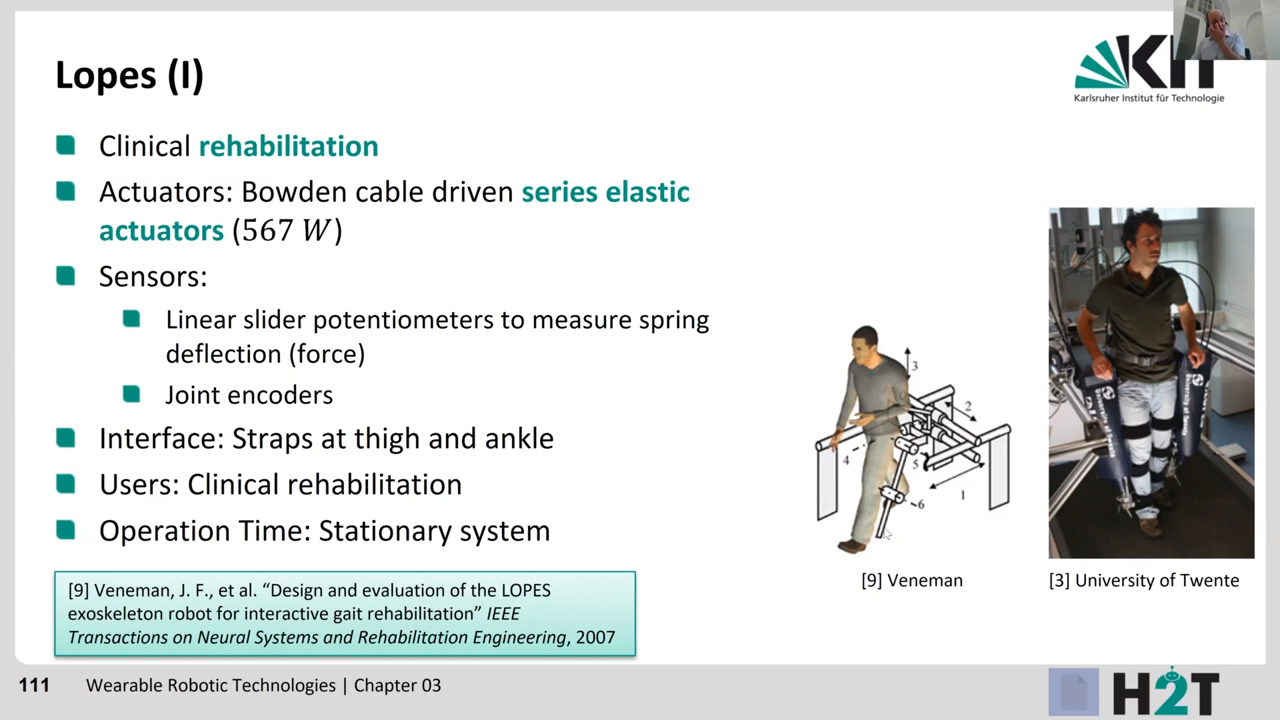 Lopes (I)
KIT
Karlsruher Institut für Technologie
Clinical rehabilitation
Actuators: Bowden cable driven series elastic
actuators (567 W)
Sensors:
Linear slider potentiometers to measure spring
deflection (force)
Joint encoders
Interface: Straps at thigh and ankle
Users: Clinical rehabilitation
Operation Time: Stationary system
3
2
4
5
1
6
[9] Veneman
[3] University of Twente
[9] Veneman, J. F., et al. “Design and evaluation of the LOPES
exoskeleton robot for interactive gait rehabilitation” IEEE
Transactions on Neural Systems and Rehabilitation Engineering, 2007
111 Wearable Robotic Technologies | Chapter 03
H2T